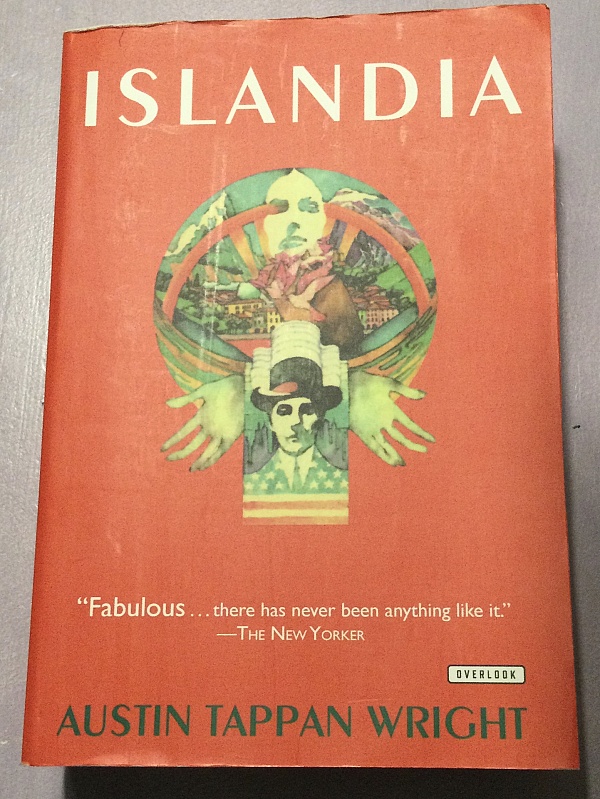 ISLANDIA
“Fabulous ... there has never been anything like it.”
—THE NEW YORKER
OVERLOOK
AUSTIN TAPPAN WRIGHT